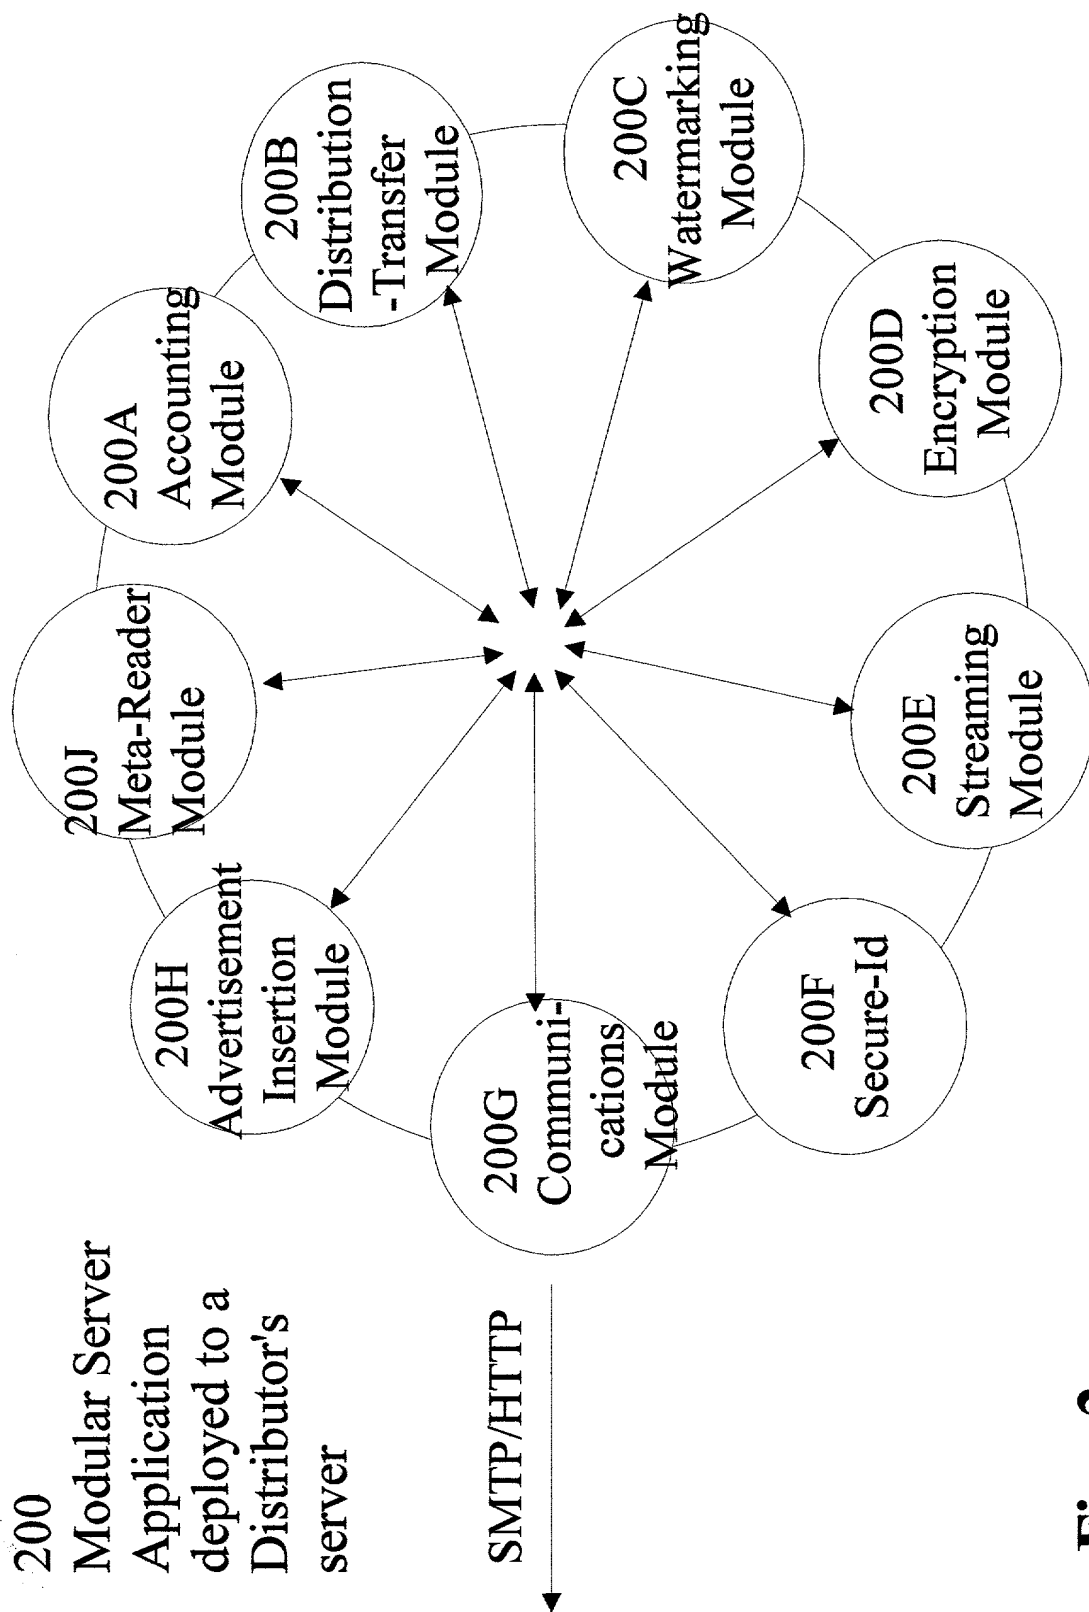 200
Modular Server
Application
deployed to a
Distributor's
server
SMTP/HTTP
200A
Accounting
Module
200B
Distribution
-Transfer
Module
200C
Watermarking
Module
200D
Encryption
Module
200E
Streaming
Module
200F
Secure-Id
200G
Communi-
cations
Module
200H
Advertisement
Insertion
Module
200J
Meta-Reader
Module